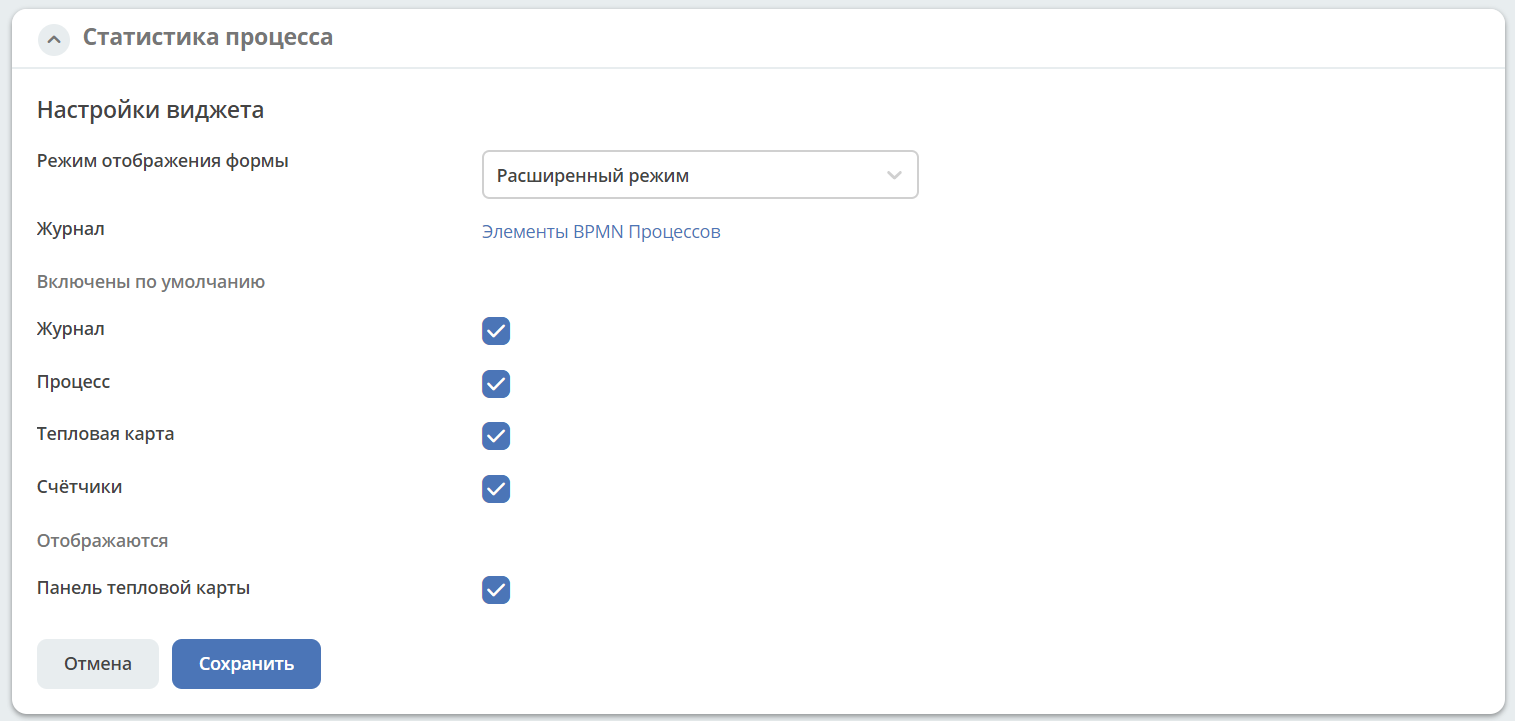 Статистика процесса
Настройки виджета
Режим отображения формы
Расширенный режим
Журнал
Элементы BPMN Процессов
Включены по умолчанию
Журнал
Процесс
Тепловая карта
Счётчики
Отображаются
Панель тепловой карты
Отмена
Сохранить